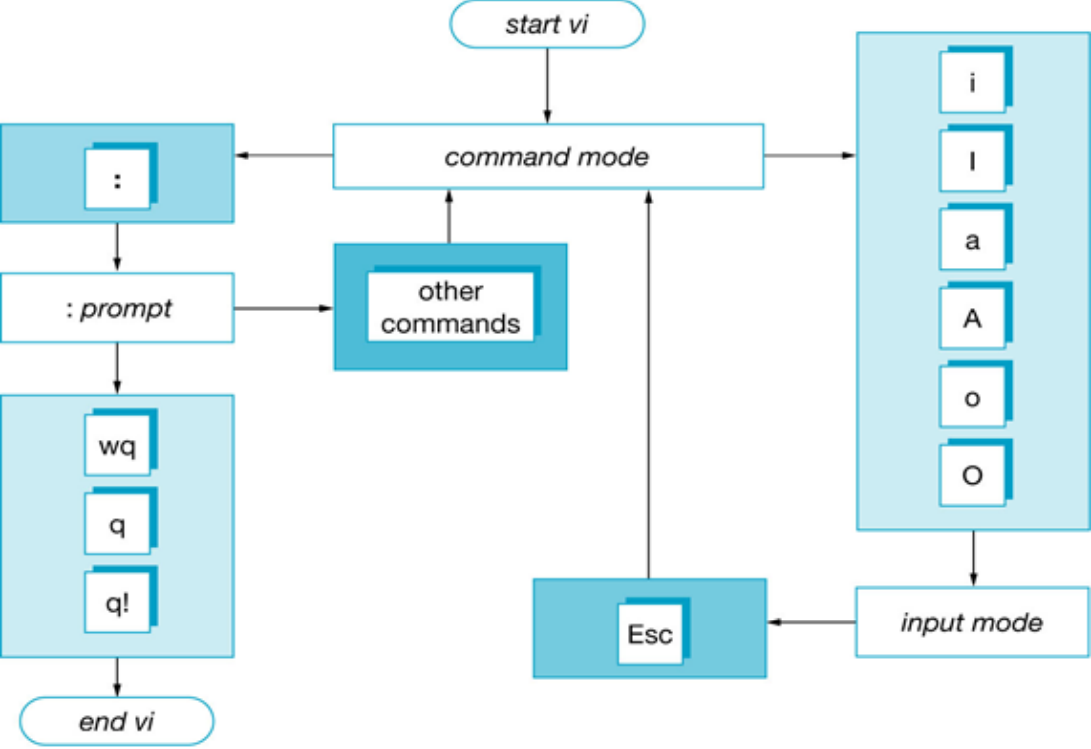 start vi
command mode
:
: prompt
other
commands
wq
q
q!
end vi
i
I
a
A
o
O
input mode
Esc